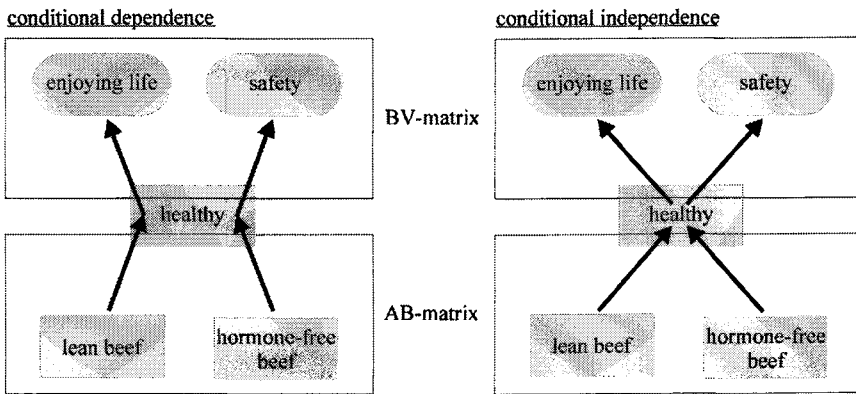 conditional dependence
conditional independence
enjoying life
safety
enjoying life
safety
BV-matrix
healthy
healthy
AB-matrix
lean beef
hormone-free
beef
lean beef
hormone-free
beef